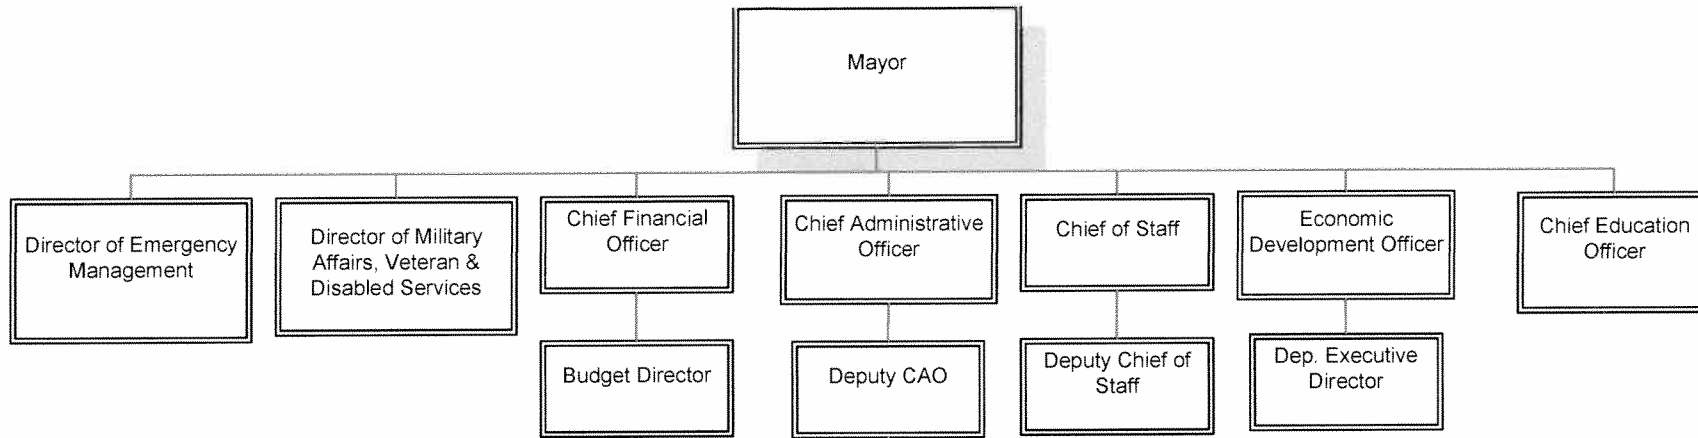 Mayor
Director of Emergency
Management
Director of Military
Affairs, Veteran &
Disabled Services
Chief Financial
Officer
Chief Administrative
Officer
Chief of Staff
Economic
Development Officer
Chief Education
Officer
Budget Director
Deputy CAO
Deputy Chief of
Staff
Dep. Executive
Director